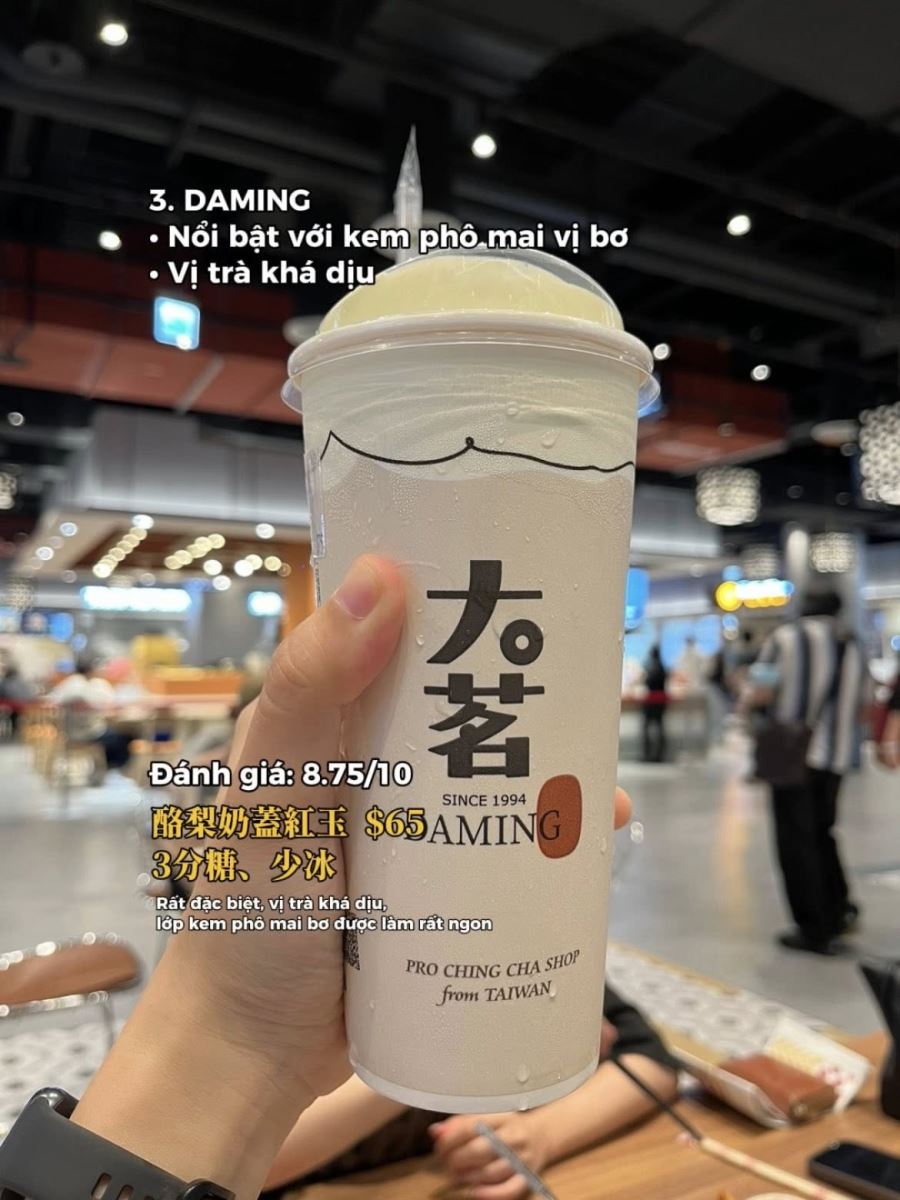 3. DAMING
• Nổi bật với kem phô mai vị bơ
• Vị trà khá dịu
大茗
SINCE 1994
DAMING
Đánh giá: 8.75/10
酪梨奶蓋紅玉 $65
3分糖、少冰
Rất đặc biệt, vị trà khá dịu,
lớp kem phô mai bơ được làm rất ngon
PRO CHING CHA SHOP
from TAIWAN